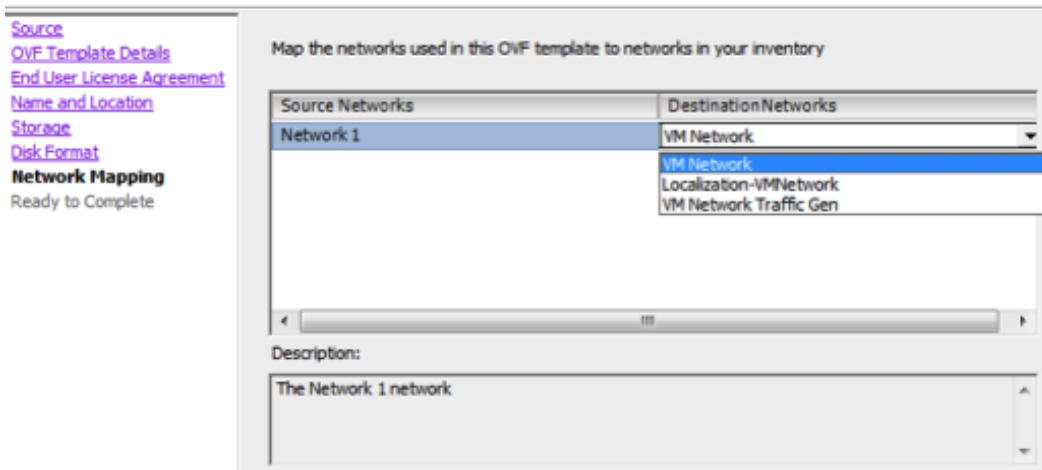 Source
OVF Template Details
End User License Agreement
Name and Location
Storage
Disk Format
Network Mapping
Ready to Complete
Map the networks used in this OVF template to networks in your inventory
Source Networks DestinationNetworks
Network 1 VM Network
VM Network
Localization-VMNetwork
VM Network Traffic Gen
Description:
The Network 1 network